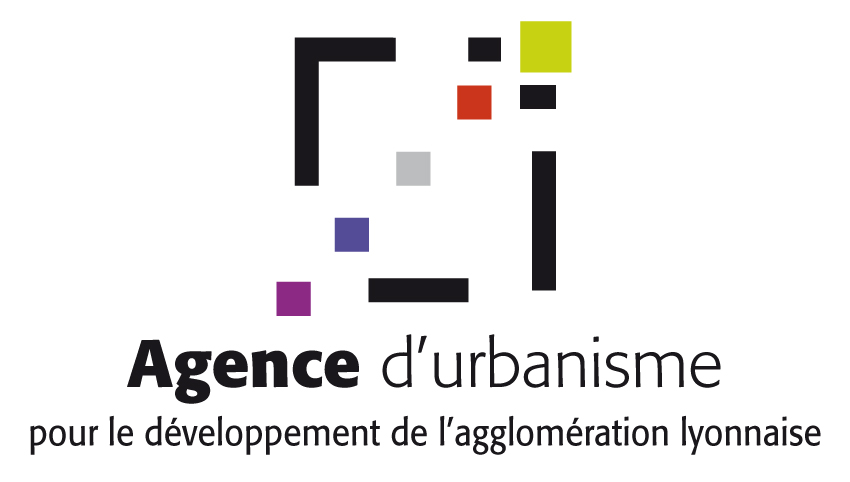 Agence d'urbanisme
pour le développement de l'agglomération lyonnaise